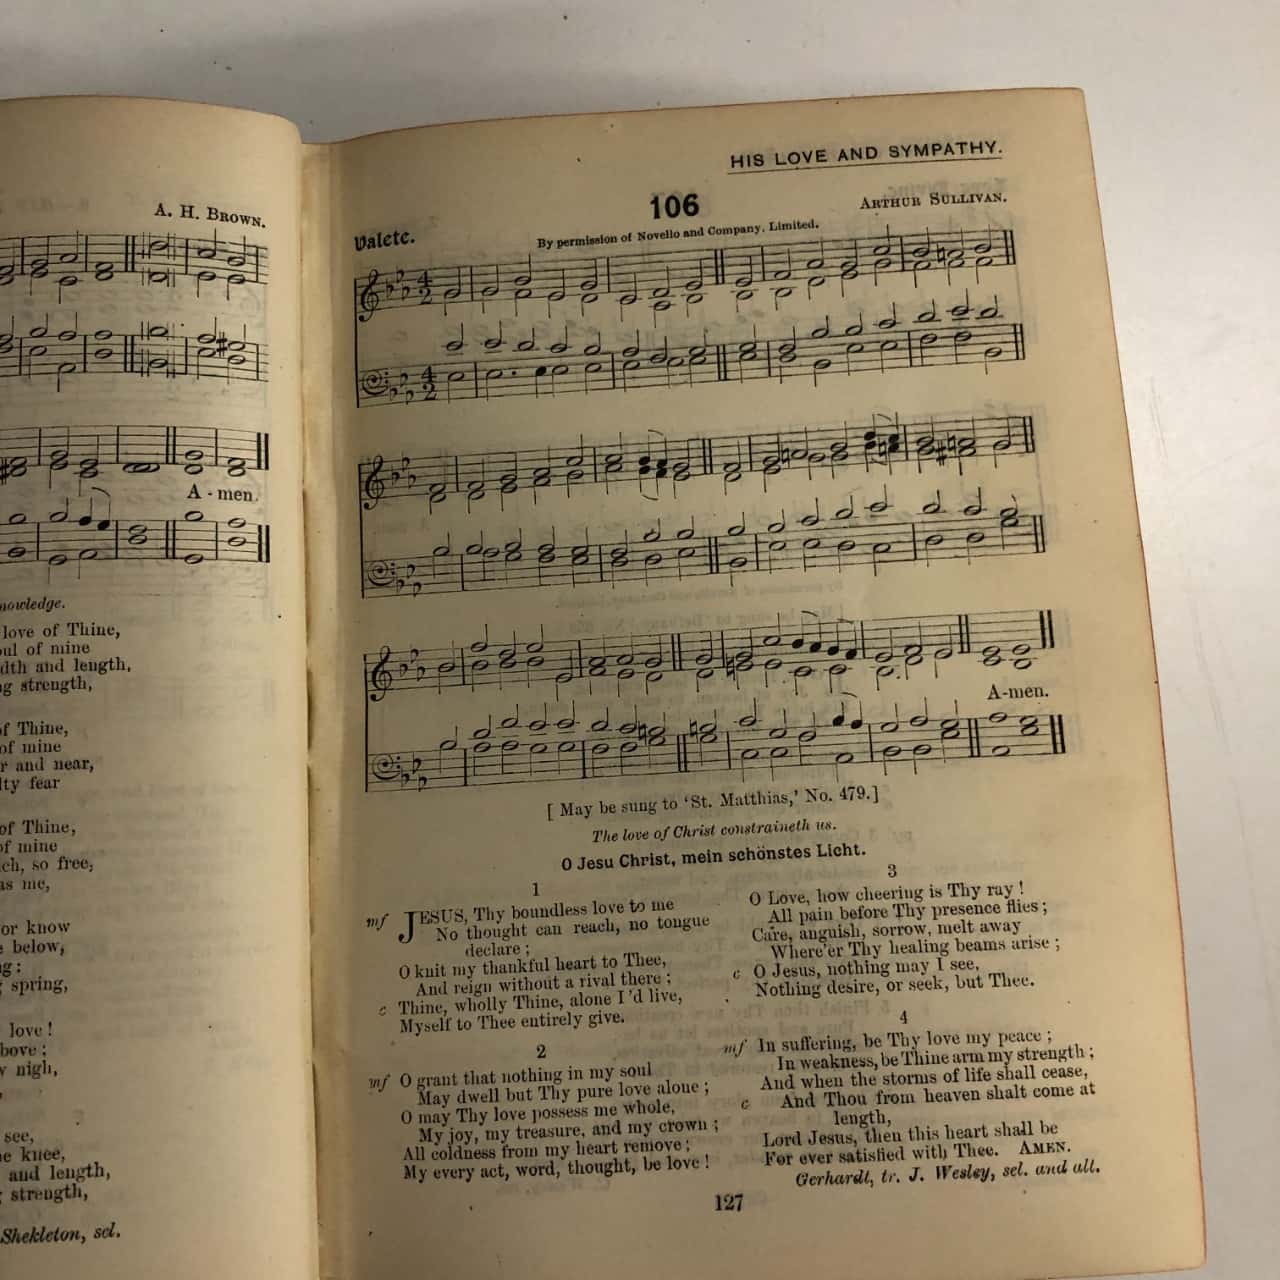 A. H. BROWN.
A - men.
love of Thine,
of mine
and length,
strength,
of Thine,
of mine
and near,
fear
of Thine,
of mine
so free,
me,
or know
below,
spring,
love !
nigh,
see,
knee,
and length,
strength,
Shekleton, sel.
HIS LOVE AND SYMPATHY.
106
Valete.
ARTHUR SULLIVAN.
By permission of Novello and Company, Limited.
A-men.
[ May be sung to ‘St. Matthias,’ No. 479.]
The love of Christ constraineth us.
O Jesu Christ, mein schönstes Licht.
1
mf JESUS, Thy boundless love to me
No thought can reach, no tongue
declare ;
O knit my thankful heart to Thee,
And reign without a rival there ;
c Thine, wholly Thine, alone I'd live,
Myself to Thee entirely give.
2
mf O grant that nothing in my soul
May dwell but Thy pure love alone ;
O may Thy love possess me whole,
My joy, my treasure, and my crown ;
All coldness from my heart remove ;
My every act, word, thought, be love !
3
O Love, how cheering is Thy ray !
All pain before Thy presence flies ;
Care, anguish, sorrow, melt away
Where'er Thy healing beams arise ;
c O Jesus, nothing may I see,
Nothing desire, or seek, but Thee.
4
mf In suffering, be Thy love my peace ;
In weakness, be Thine arm my strength ;
And when the storms of life shall cease,
c And Thou from heaven shalt come at
length,
Lord Jesus, then this heart shall be
For ever satisfied with Thee. AMEN.
Gerhardt, tr. J. Wesley, sel. and alt.
127